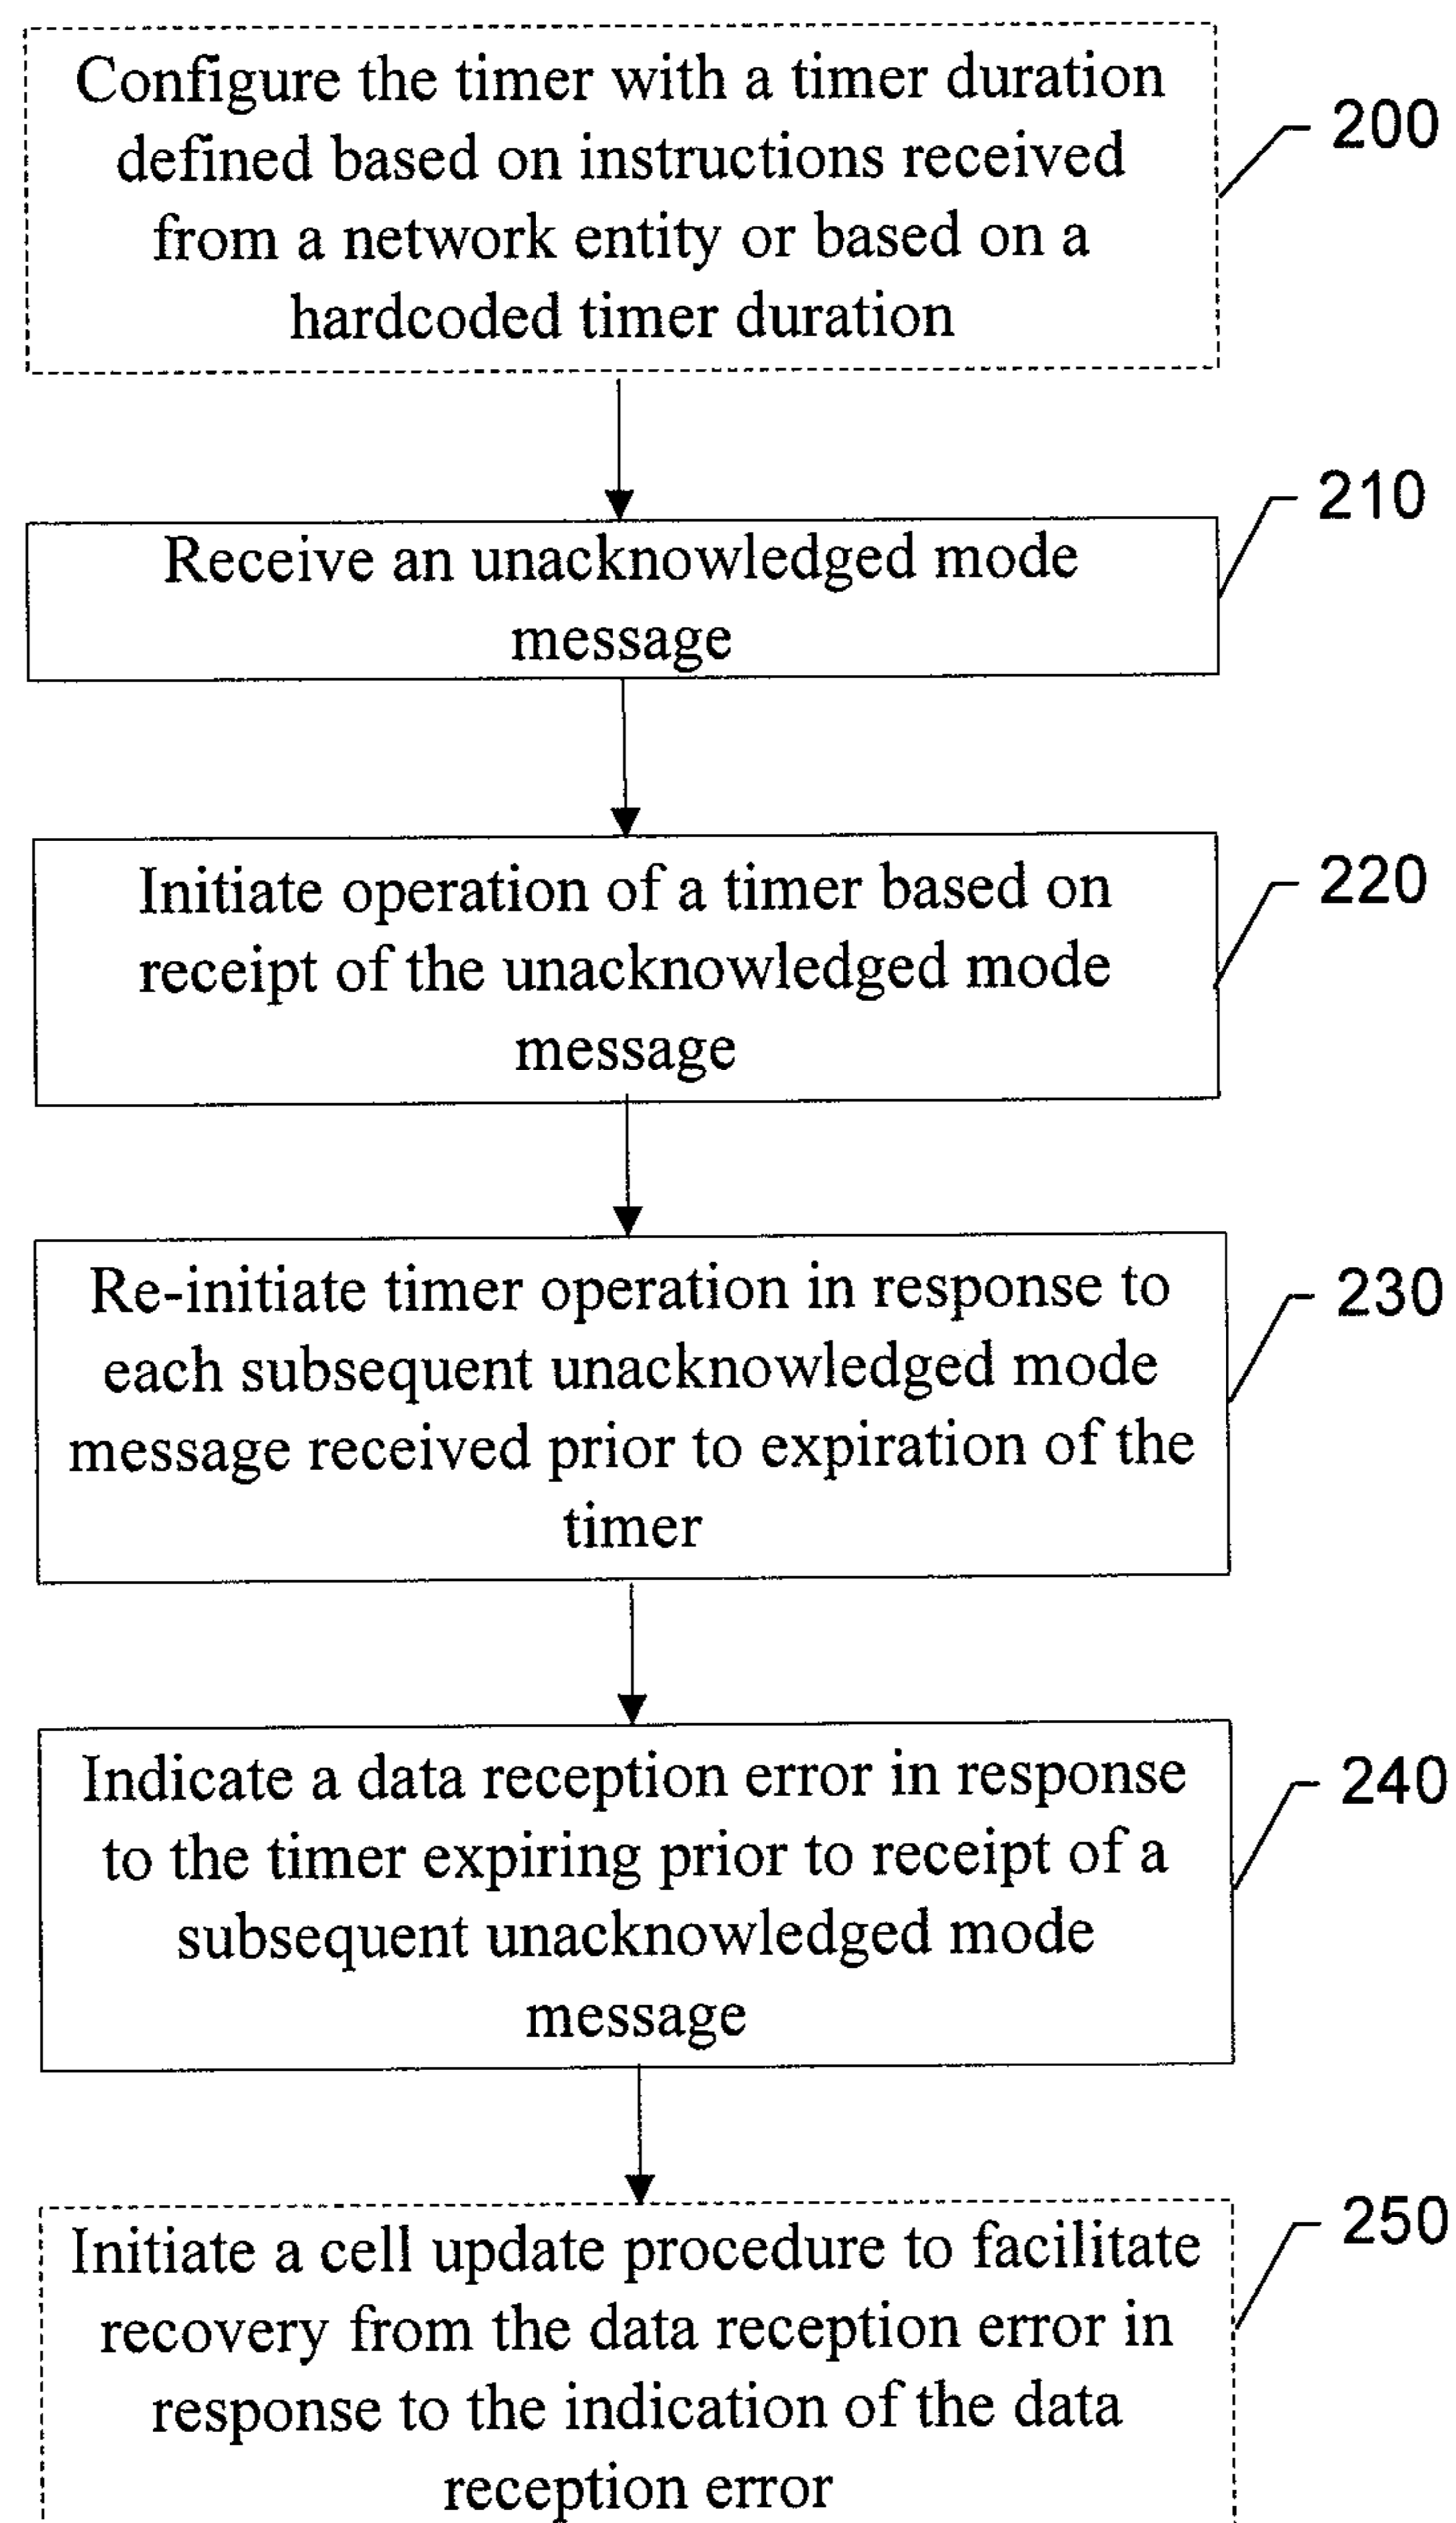 Configure the timer with a timer duration
defined based on instructions received
from a network entity or based on a
hardcoded timer duration
200
Receive an unacknowledged mode
message
210
Initiate operation of a timer based on
receipt of the unacknowledged mode
message
220
Re-initiate timer operation in response to
each subsequent unacknowledged mode
message received prior to expiration of the
timer
230
Indicate a data reception error in response
to the timer expiring prior to receipt of a
subsequent unacknowledged mode
message
240
Initiate a cell update procedure to facilitate
recovery from the data reception error in
response to the indication of the data
reception error
250